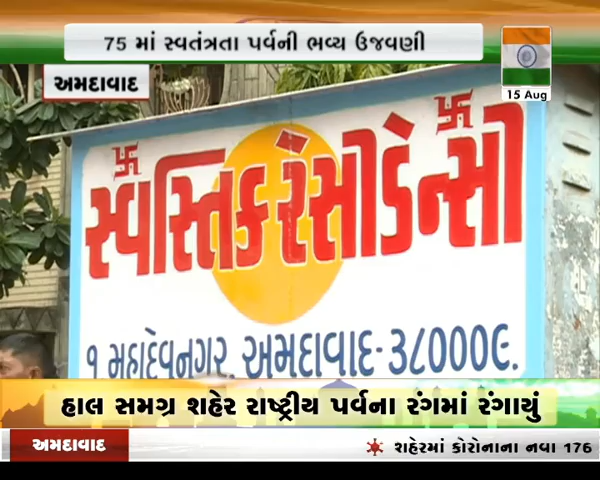 75 માં સ્વતંત્રતા પર્વની ભવ્ય ઉજવણી
અમદાવાદ
15 Aug
સ્વસ્તિક રેસીડેન્સી
૧ મહાદેવનગર, અમદાવાદ-૩૮૦૦૦૯.
હાલ સમગ્ર શહેર રાષ્ટ્રીય પર્વના રંગમાં રંગાયું
અમદાવાદ
શહેરમાં કોરોનાના નવા 176